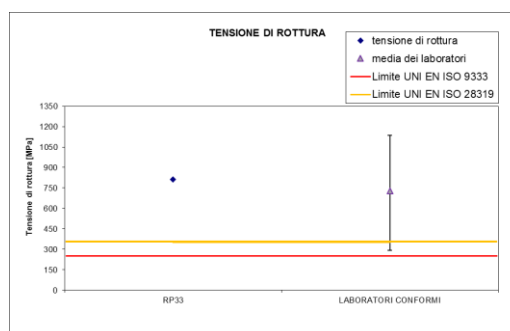 TENSIONE DI ROTTURA
tensione di rottura
media dei laboratori
Limite UNI EN ISO 9333
Limite UNI EN ISO 28319
Tensione di rottura [MPa]
1350
1200
1050
900
750
600
450
300
150
0
RP33
LABORATORI CONFORMI